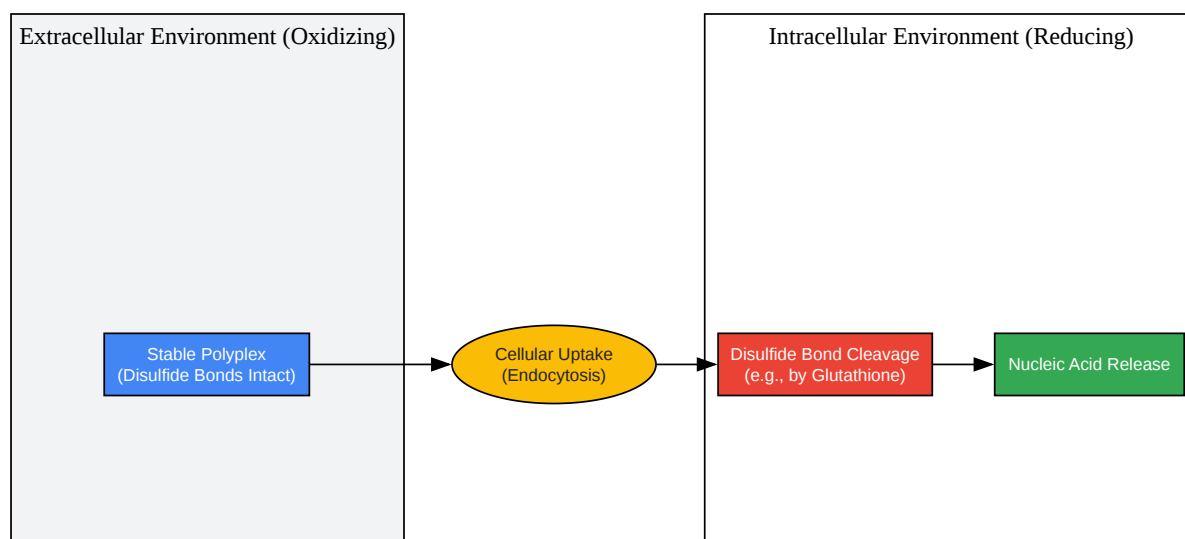 Extracellular Environment (Oxidizing)
Intracellular Environment (Reducing)
Stable Polyplex
(Disulfide Bonds Intact)
Cellular Uptake
(Endocytosis)
Disulfide Bond Cleavage
(e.g., by Glutathione)
Nucleic Acid Release